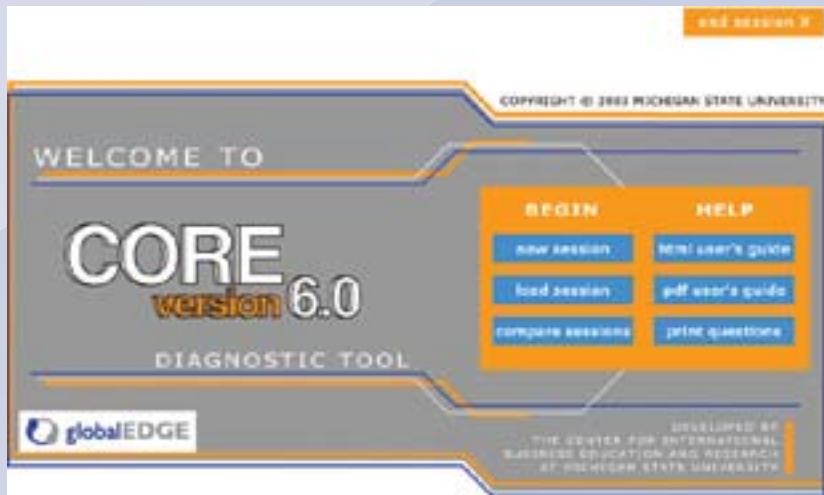 end session X
COPYRIGHT © 2003 MICHIGAN STATE UNIVERSITY
WELCOME TO
CORE
version 6.0
DIAGNOSTIC TOOL
BEGIN
new session
load session
compare sessions
HELP
html user's guide
pdf user's guide
print questions
globalEDGE
DEVELOPED BY
THE CENTER FOR INTERNATIONAL
BUSINESS EDUCATION AND RESEARCH
AT MICHIGAN STATE UNIVERSITY